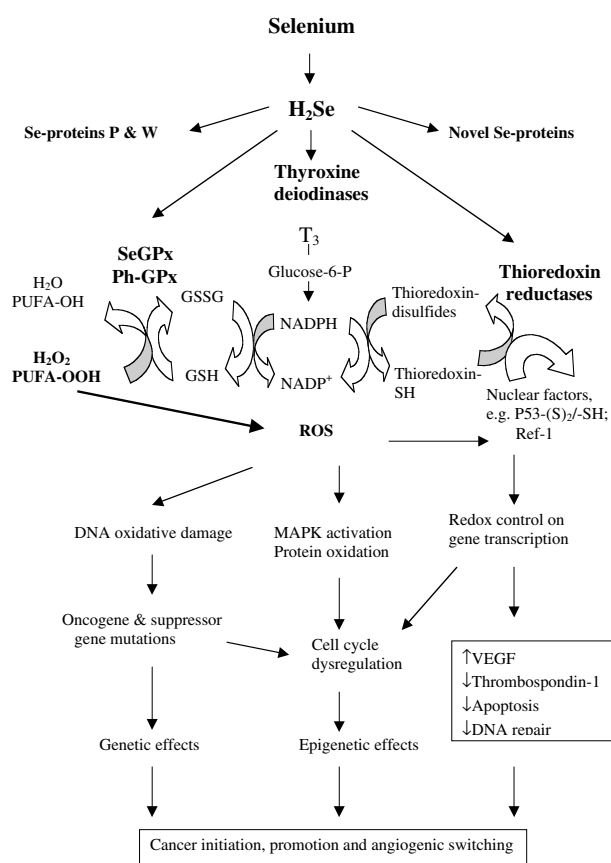 Selenium
H₂Se
Se-proteins P & W
Novel Se-proteins
Thyroxine
deiodinases
T₃
SeGPx
Ph-GPx
Glucose-6-P
Thioredoxin
reductases
H₂O
PUFA-OH
GSSG
NADPH
Thioredoxin-
disulfides
H₂O₂
PUFA-OOH
GSH
NADP⁺
Thioredoxin-
SH
Nuclear factors,
e.g. P53-(S)₂/-SH;
Ref-1
ROS
DNA oxidative damage
MAPK activation
Protein oxidation
Redox control on
gene transcription
Oncogene & suppressor
gene mutations
Cell cycle
dysregulation
↑VEGF
↓Thrombospondin-1
↓Apoptosis
↓DNA repair
Genetic effects
Epigenetic effects
Cancer initiation, promotion and angiogenic switching